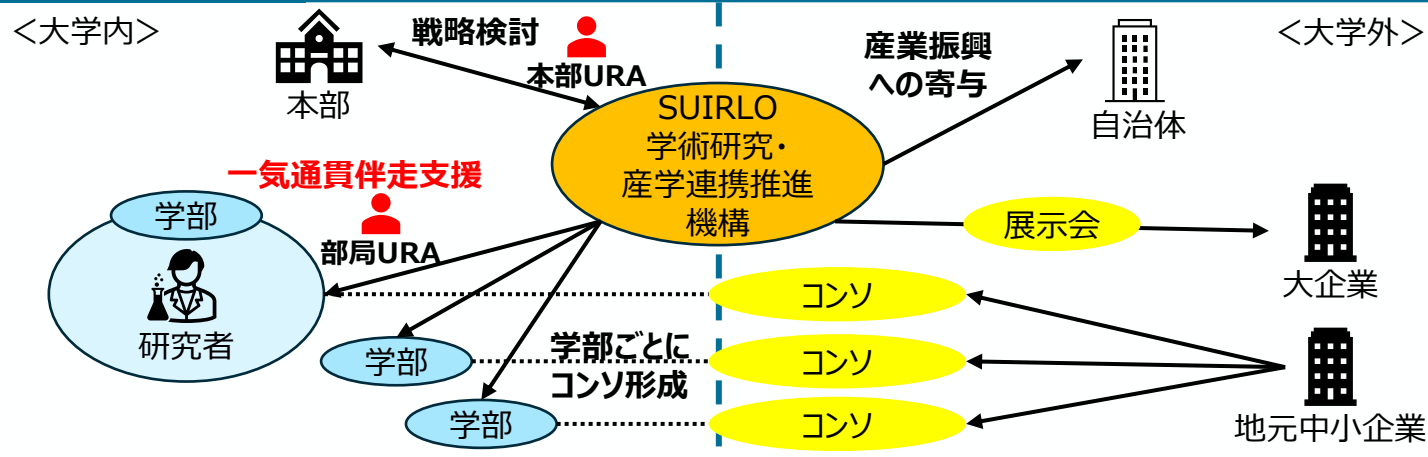 <大学内>
戦略検討
本部URA
本部
産業振興
への寄与
<大学外>
自治体
SUIRLO
学術研究・
産学連携推進
機構
一気通貫伴走支援
部局URA
学部
研究者
展示会
大企業
コンソ
学部
学部ごとに
コンソ形成
コンソ
学部
コンソ
地元中小企業